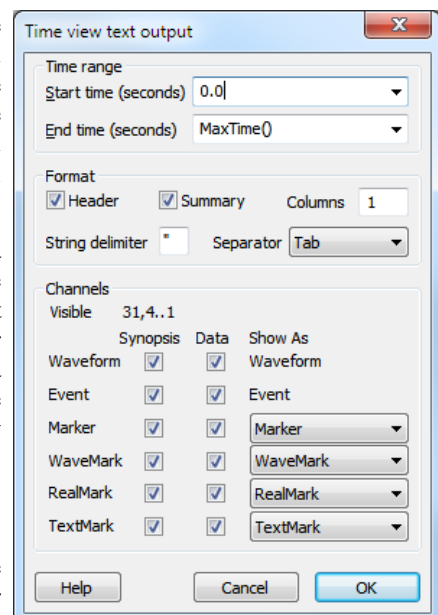 Time view text output
Time range
Start time (seconds) 0.0
End time (seconds) MaxTime()
Format
Header Summary Columns 1
String delimiter " Separator Tab
Channels
Visible 31,4..1
Synopsis Data Show As
Waveform Waveform
Event Event
Marker Marker
WaveMark WaveMark
RealMark RealMark
TextMark TextMark
Help Cancel OK